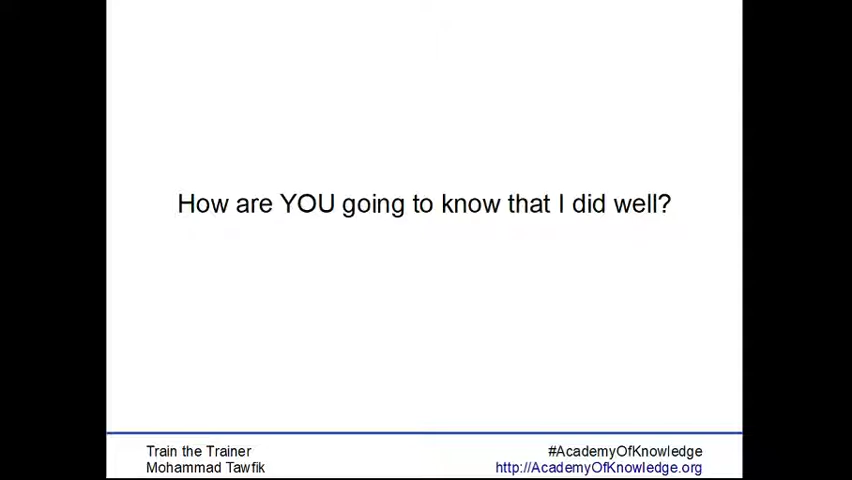 How are YOU going to know that I did well?
Train the Trainer
Mohammad Tawfik
#AcademyOfKnowledge
http://AcademyOfKnowledge.org